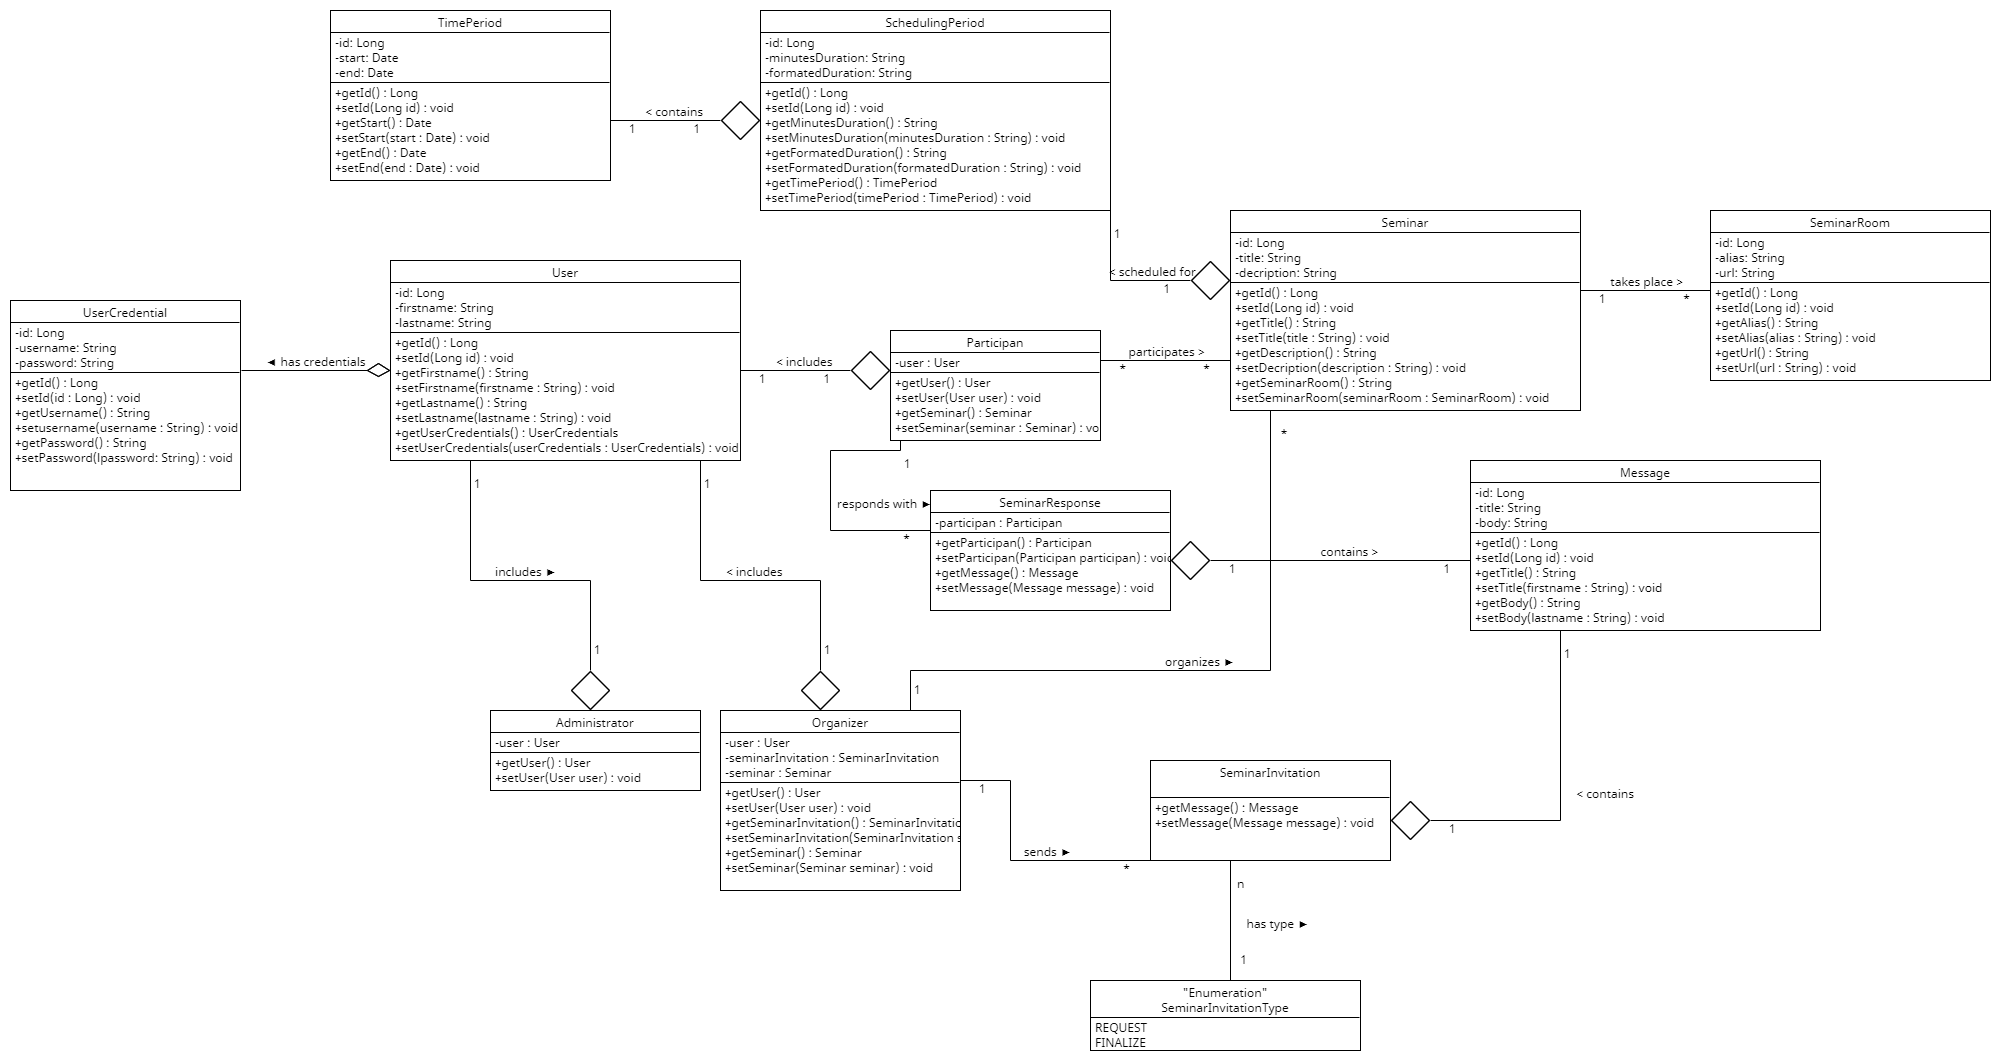 TimePeriod
-id: Long
-start: Date
-end: Date
+getId() : Long
+setId(Long id) : void
+getStart() : Date
+setStart(start : Date) : void
+getEnd() : Date
+setEnd(end : Date) : void
< contains
1
1
SchedulingPeriod
-id: Long
-minutesDuration: String
-formatedDuration: String
+getId() : Long
+setId(Long id) : void
+getMinutesDuration() : String
+setMinutesDuration(minutesDuration : String) : void
+getFormatedDuration() : String
+setFormatedDuration(formatedDuration : String) : void
+getTimePeriod() : TimePeriod
+setTimePeriod(timePeriod : TimePeriod) : void
1
< scheduled for
1
Seminar
-id: Long
-title: String
-decription: String
+getId() : Long
+setId(Long id) : void
+getTitle() : String
+setTitle(title : String) : void
+getDescription() : String
+setDecription(description : String) : void
+getSeminarRoom() : String
+setSeminarRoom(seminarRoom : SeminarRoom) : void
takes place >
1
*
SeminarRoom
-id: Long
-alias: String
-url: String
+getId() : Long
+setId(Long id) : void
+getAlias() : String
+setAlias(alias : String) : void
+getUrl() : String
+setUrl(url : String) : void
UserCredential
-id: Long
-username: String
-password: String
+getId() : Long
+setId(id : Long) : void
+getUsername() : String
+setusername(username : String) : void
+getPassword() : String
+setPassword(lpassword: String) : void
◄ has credentials
User
-id: Long
-firstname: String
-lastname: String
+getId() : Long
+setId(Long id) : void
+getFirstname() : String
+setFirstname(firstname : String) : void
+getLastname() : String
+setLastname(lastname : String) : void
+getUserCredentials() : UserCredentials
+setUserCredentials(userCredentials : UserCredentials) : void
< includes
1
1
Participan
-user : User
+getUser() : User
+setUser(User user) : void
+getSeminar() : Seminar
+setSeminar(seminar : Seminar) : vo
participates >
*
*
1
responds with ►
*
SeminarResponse
-participan : Participan
+getParticipan() : Participan
+setParticipan(Participan participan) : voic
+getMessage() : Message
+setMessage(Message message) : void
contains >
1
1
Message
-id: Long
-title: String
-body: String
+getId() : Long
+setId(Long id) : void
+getTitle() : String
+setTitle(firstname : String) : void
+getBody() : String
+setBody(lastname : String) : void
*
organizes ►
1
1
includes ►
1
1
< includes
1
Administrator
-user : User
+getUser() : User
+setUser(User user) : void
Organizer
-user : User
-seminarInvitation : SeminarInvitation
-seminar : Seminar
+getUser() : User
+setUser(User user) : void
+getSeminarInvitation() : SeminarInvitatic
+setSeminarInvitation(SeminarInvitation s
+getSeminar() : Seminar
+setSeminar(Seminar seminar) : void
1
sends ►
*
SeminarInvitation
+getMessage() : Message
+setMessage(Message message) : void
1
< contains
1
n
has type ►
1
"Enumeration"
SeminarInvitationType
REQUEST
FINALIZE